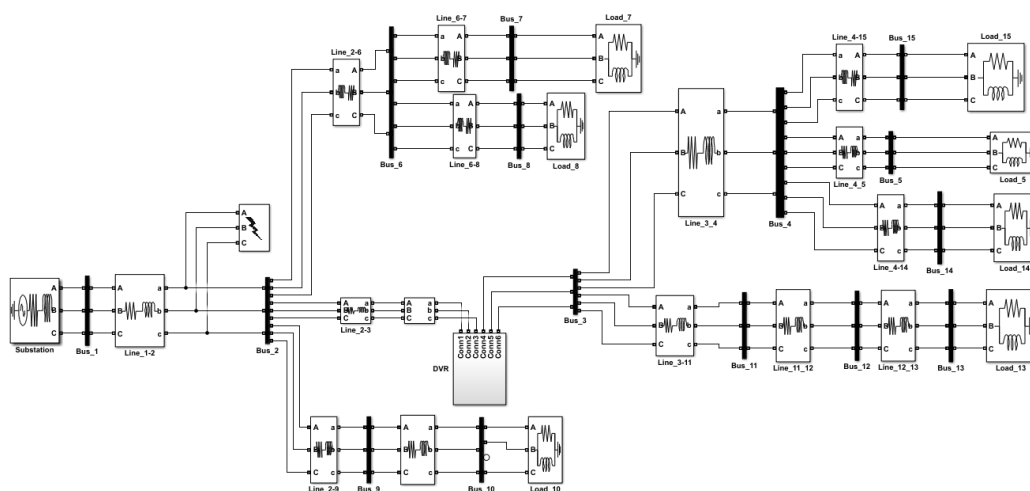 Line_6-7
Bus_7
Load_7
Line_2-6
a A
b B
c C
a A
b B
c C
A
B
C
Bus_6
a A
b B
c C
A
B
C
Line_6-8
Bus_8
Load_8
Line_4-15
Bus_15
Load_15
a A
b B
c C
A
B
C
A a
B b
C c
Line_3_4
Bus_4
A a
B b
C c
Line_4_5
Bus_5
A
B
C
Load_5
A a
B b
C c
Line_4-14
Bus_14
A
B
C
Load_14
A
B
C
A
B
C
Substation
Bus_1
A a
B b
C c
Line_1-2
Bus_2
A a
B b
C c
Line_2-3
A a
B b
C c
Conn1
Conn2
Conn3
Conn4
Conn5
Conn6
DVR
Bus_3
A a
B b
C c
Line_3-11
Bus_11
A a
B b
C c
Line_11_12
Bus_12
A a
B b
C c
Line_12_13
Bus_13
A
B
C
Load_13
A a
B b
C c
Line_2-9
Bus_9
A a
B b
C c
Bus_10
A
B
C
Load_10